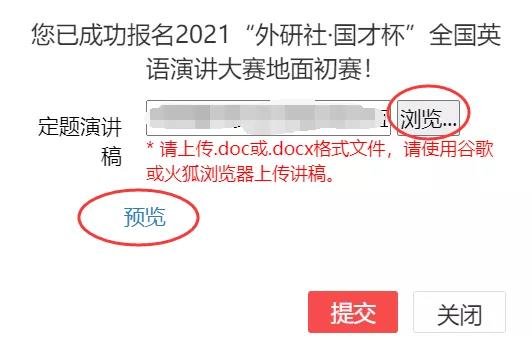 您已成功报名2021“外研社·国才杯”全国英
语演讲大赛地面初赛！
定题演讲
稿
浏览...
* 请上传.doc或.docx格式文件，请使用谷歌
或火狐浏览器上传讲稿。
预览
提交
关闭